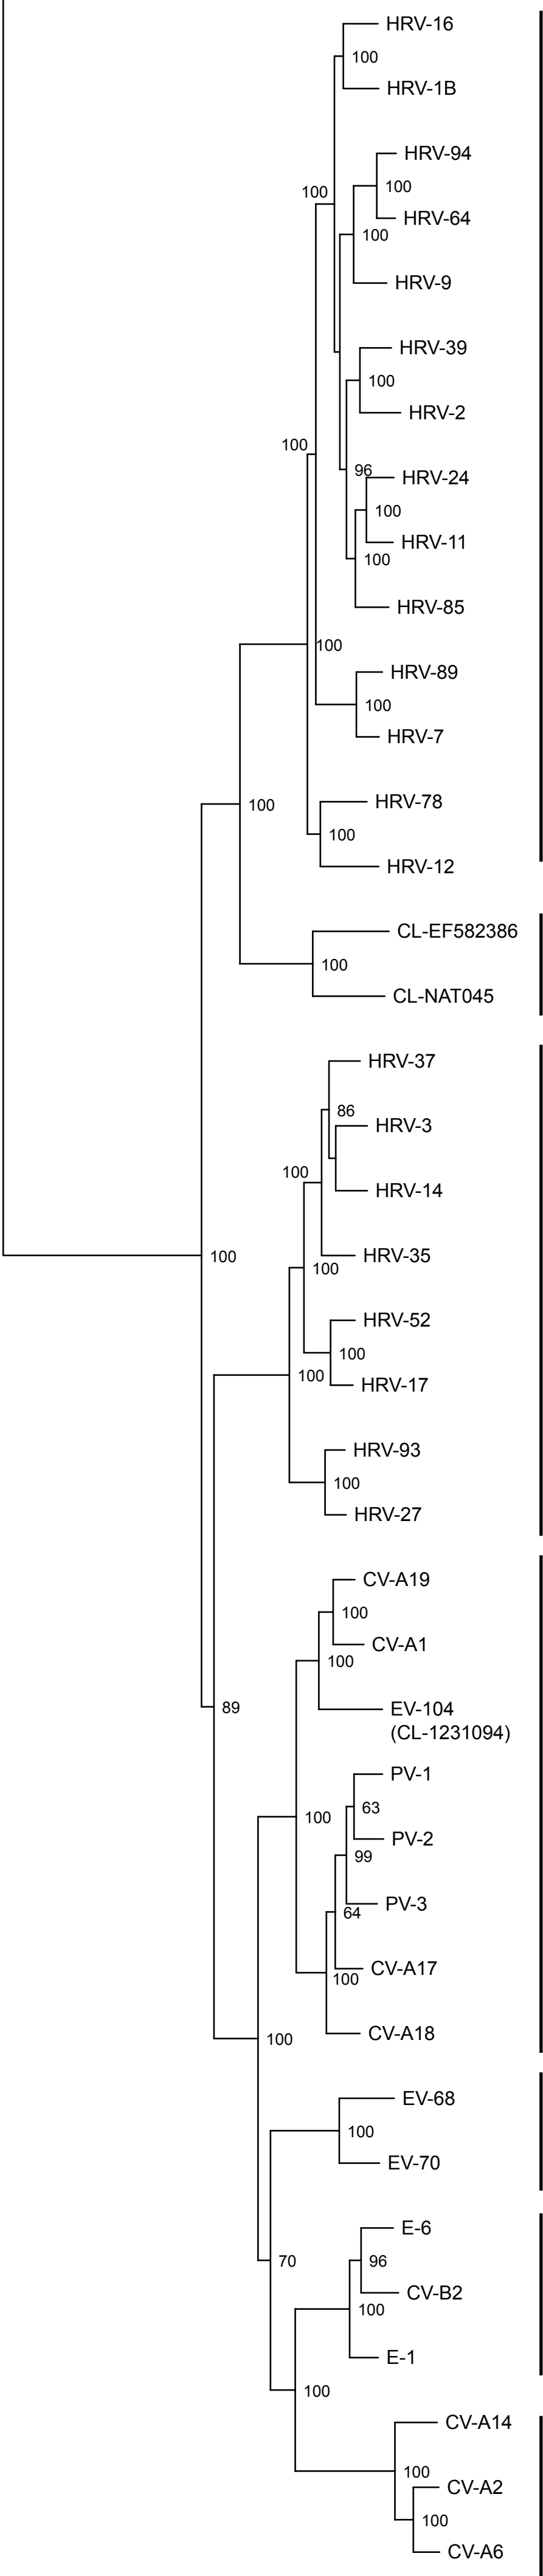 HRV-16
100
HRV-1B
HRV-94
100
100
HRV-64
100
HRV-9
HRV-39
100
HRV-2
100
96
HRV-24
100
HRV-11
100
HRV-85
100
HRV-89
100
HRV-7
HRV-78
100
100
HRV-12
CL-EF582386
100
CL-NAT045
HRV-37
86
HRV-3
100
HRV-14
HRV-35
100
100
HRV-52
100
100
HRV-17
HRV-93
100
HRV-27
CV-A19
100
CV-A1
100
EV-104
89
(CL-1231094)
PV-1
63
100
PV-2
99
PV-3
64
CV-A17
100
CV-A18
100
EV-68
100
EV-70
E-6
96
70
CV-B2
100
E-1
100
CV-A14
100
CV-A2
100
CV-A6